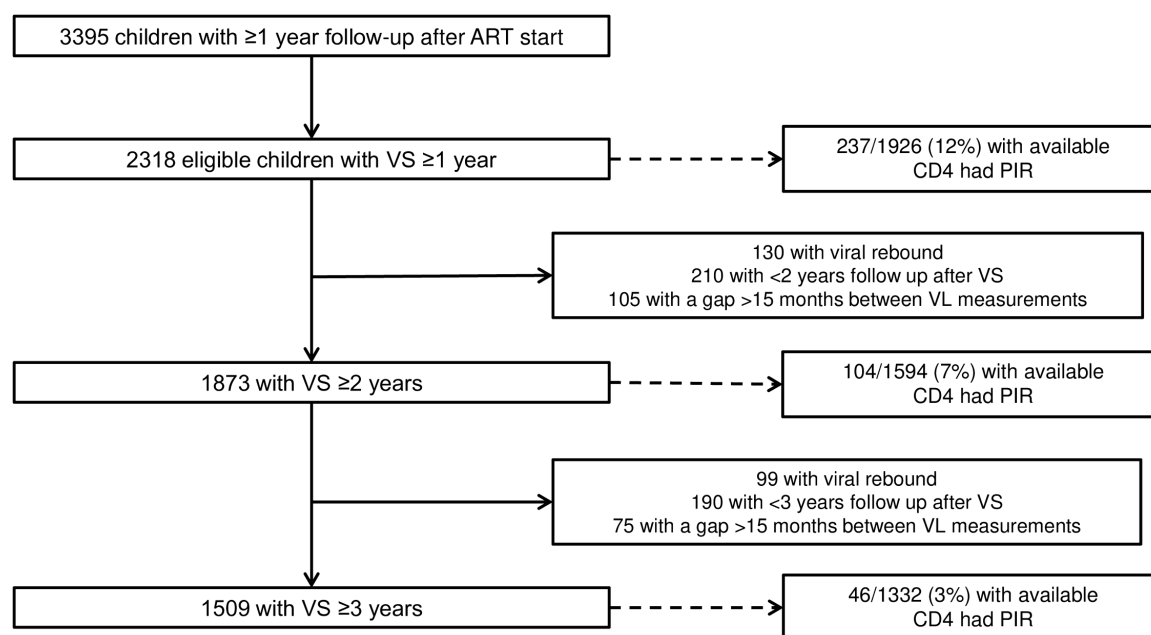 3395 children with ≥1 year follow-up after ART start
2318 eligible children with VS ≥1 year
237/1926 (12%) with available
CD4 had PIR
130 with viral rebound
210 with <2 years follow up after VS
105 with a gap >15 months between VL measurements
1873 with VS ≥2 years
104/1594 (7%) with available
CD4 had PIR
99 with viral rebound
190 with <3 years follow up after VS
75 with a gap >15 months between VL measurements
1509 with VS ≥3 years
46/1332 (3%) with available
CD4 had PIR